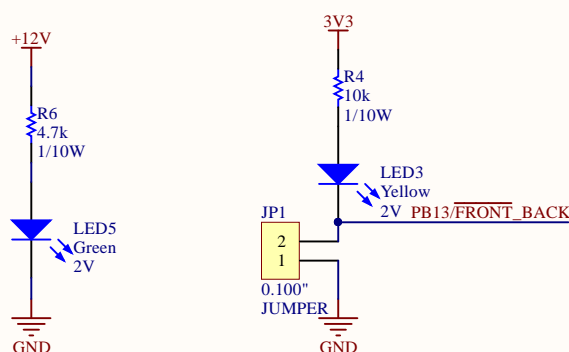 +12V
R6
4.7k
1/10W
LED5
Green
2V
GND
3V3
R4
10k
1/10W
LED3
Yellow
2V
PB13/FRONT_BACK
JP1
2
1
0.100"
JUMPER
GND